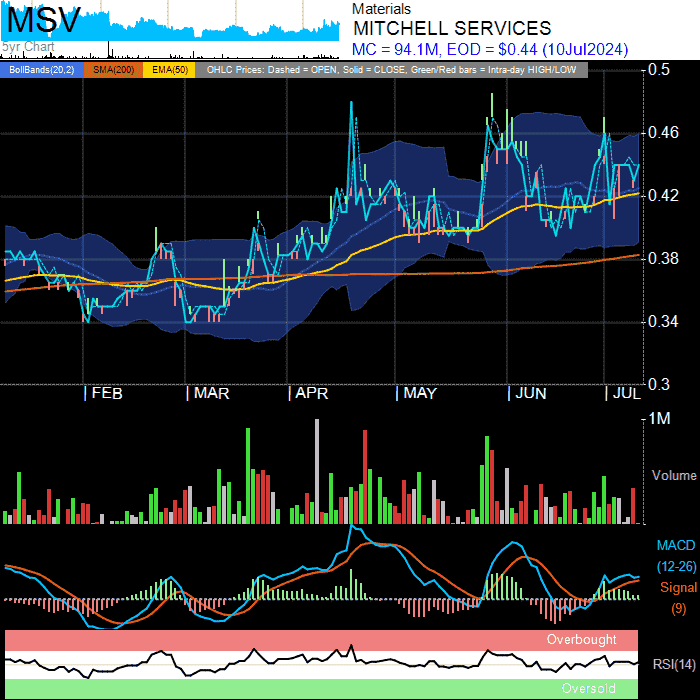 MSV
5yr Chart
Materials
MITCHELL SERVICES
MC = 94.1M, EOD = $0.44 (10Jul2024)
BollBands(20,2) SMA(200) EMA(50) OHLC Prices: Dashed = OPEN, Solid = CLOSE, Green/Red bars = Intra-day HIGH/LOW
0.5
0.46
0.42
0.38
0.34
0.3
FEB MAR APR MAY JUN JUL
1M
Volume
MACD
(12-26)
Signal
(9)
Overbought
RSI(14)
Oversold